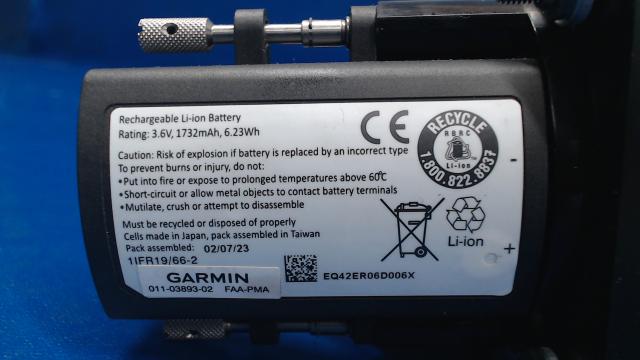 Rechargeable Li-ion Battery
Rating: 3.6V, 1732mAh, 6.23Wh
CE
Caution: Risk of explosion if battery is replaced by an incorrect type
To prevent burns or injury, do not:
•Put into fire or expose to prolonged temperatures above 60℃
•Short-circuit or allow metal objects to contact battery terminals
•Mutilate, crush or attempt to disassemble
Must be recycled or disposed of properly
Cells made in Japan, pack assembled in Taiwan
Pack assembled: 02/07/23
1IFR19/66-2
GARMIN
011-03893-02 FAA-PMA
EQ42ER06D006X
RECYCLE
RBRC
Li-ion
1.800.822.8837
-
Li-ion
+